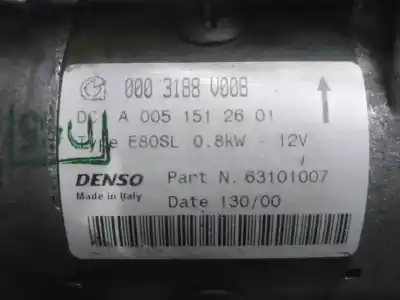 000 3188 V008
DC A 005 151 26 01
Type E80SL 0.8kW - 12V
DENSO Part N. 63101007
Made in Italy Date 130/00